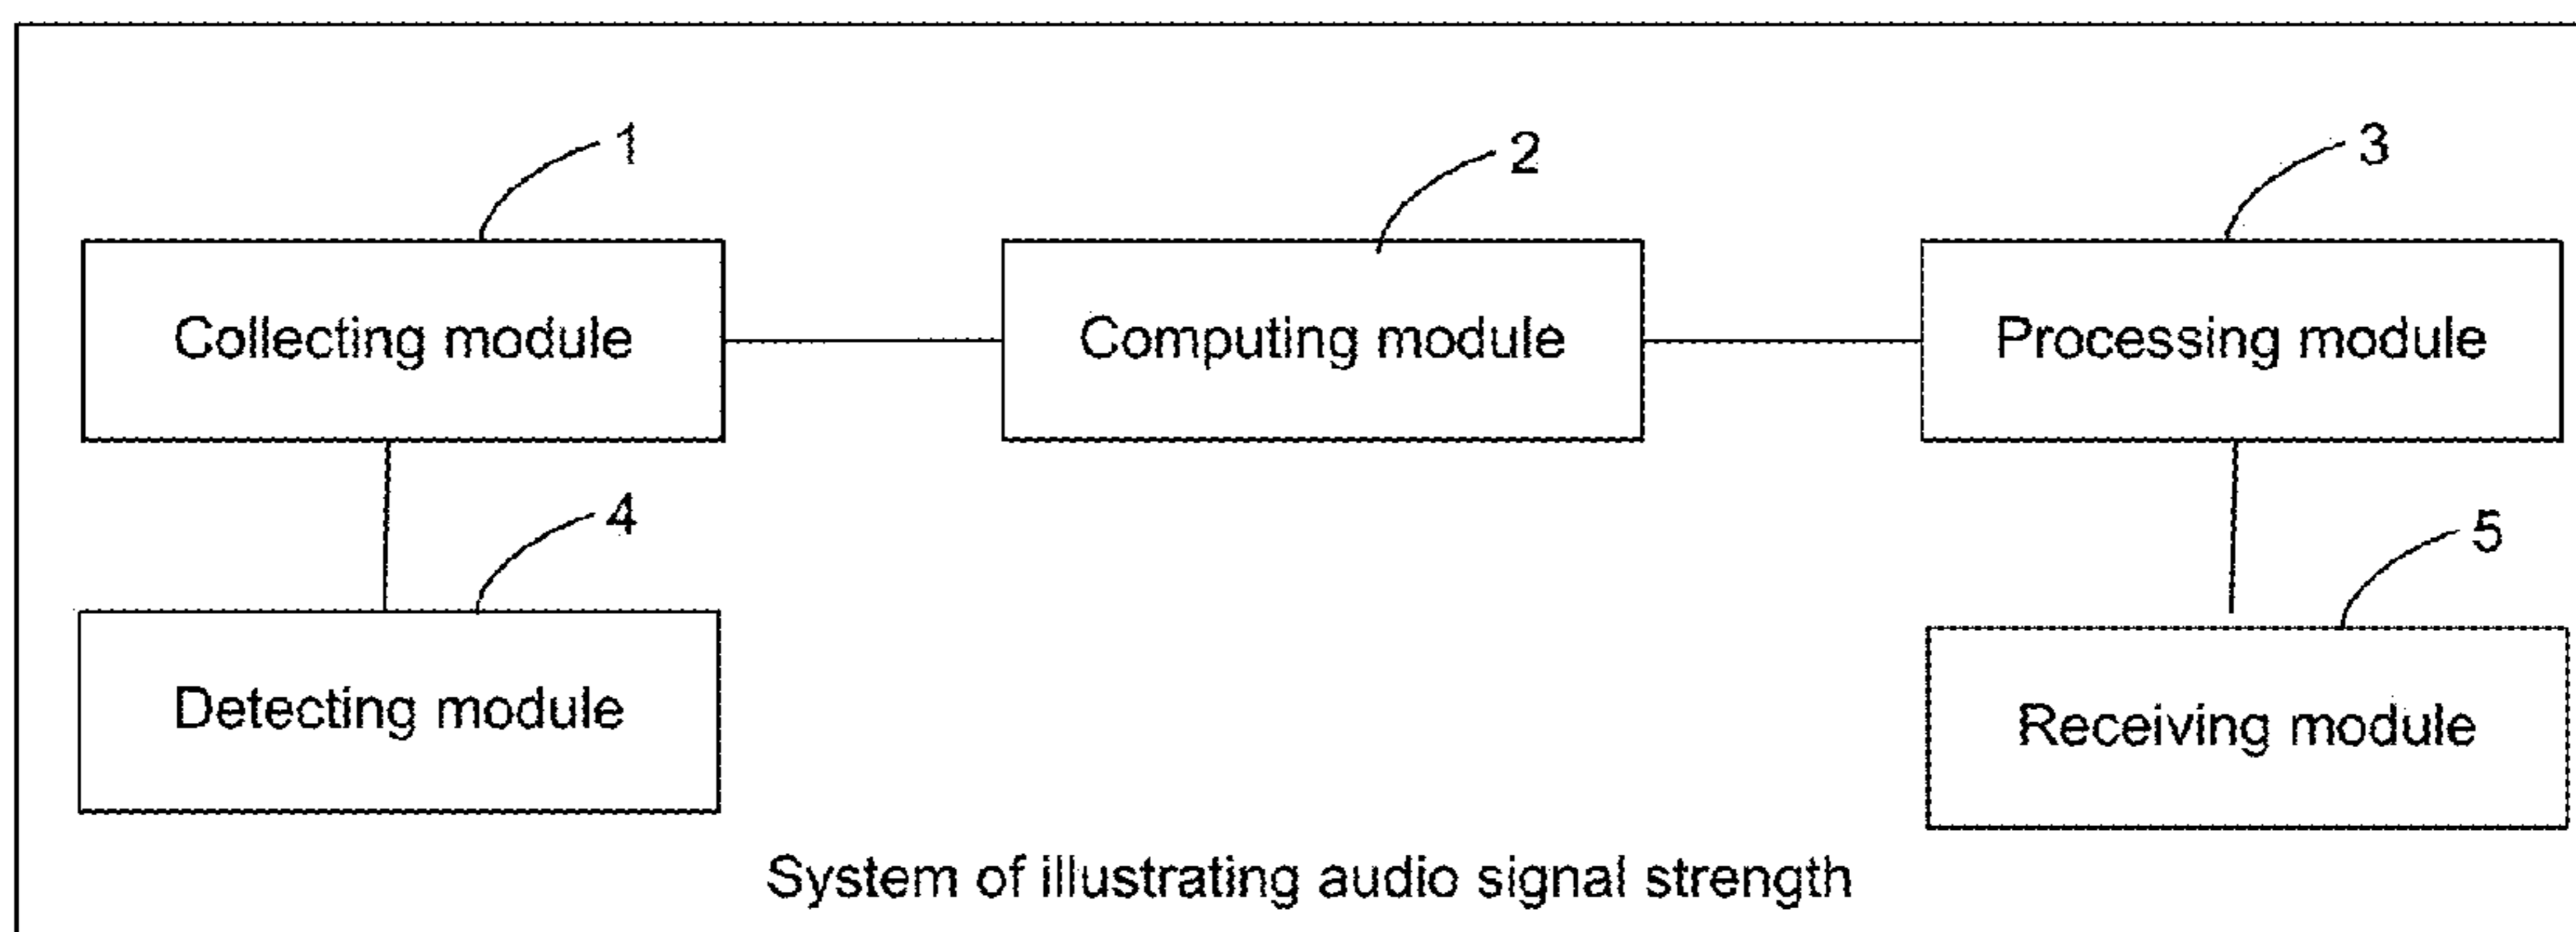 1
2
3
Collecting module
Computing module
Processing module
4
5
Detecting module
Receiving module
System of illustrating audio signal strength